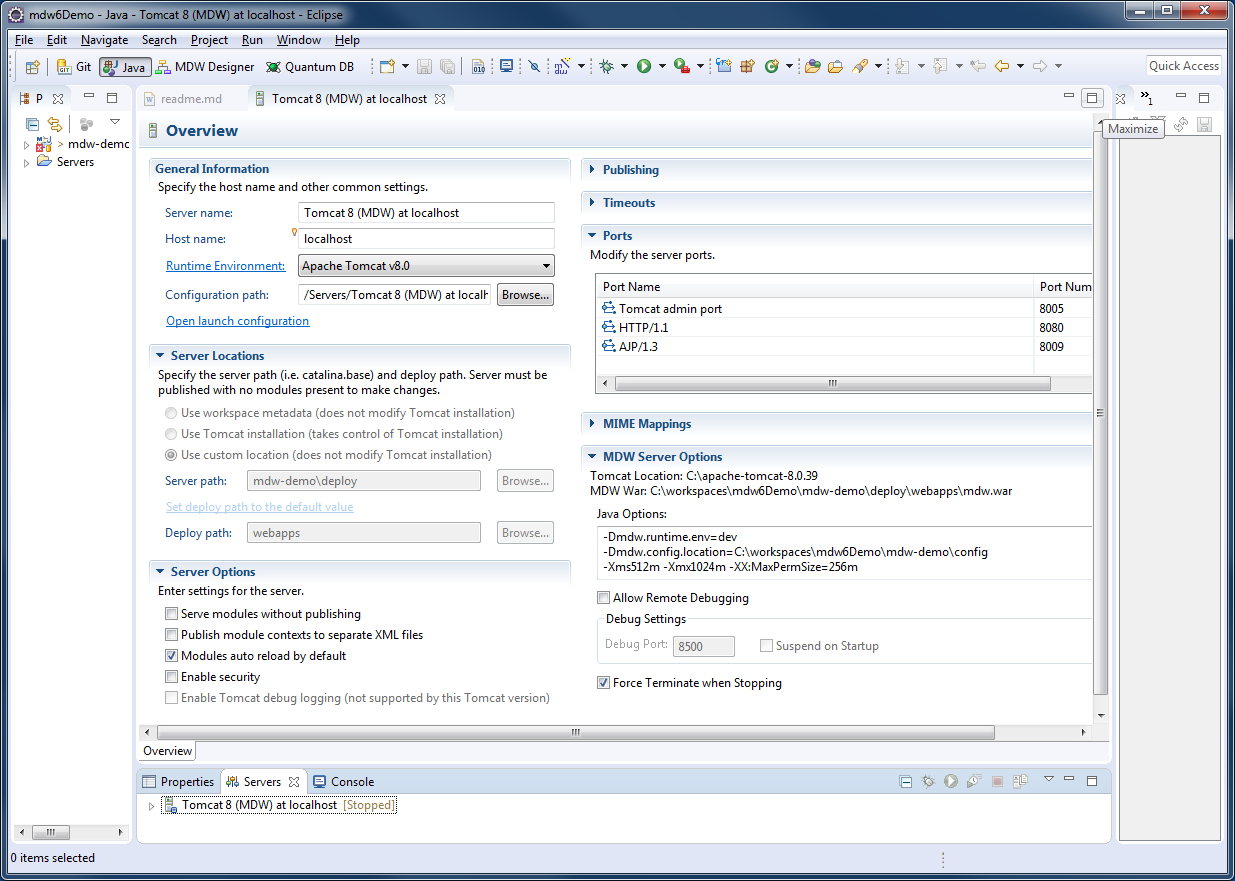 mdw6Demo - Java - Tomcat 8 (MDW) at localhost - Eclipse
File Edit Navigate Search Project Run Window Help
Git Java MDW Designer Quantum DB Quick Access
P readme.md Tomcat 8 (MDW) at localhost 1
Maximize
> mdw-demo
Servers
Overview
General Information
Specify the host name and other common settings.
Server name: Tomcat 8 (MDW) at localhost
Host name: localhost
Runtime Environment: Apache Tomcat v8.0
Configuration path: /Servers/Tomcat 8 (MDW) at localh Browse...
Open launch configuration
Server Locations
Specify the server path (i.e. catalina.base) and deploy path. Server must be
published with no modules present to make changes.
Use workspace metadata (does not modify Tomcat installation)
Use Tomcat installation (takes control of Tomcat installation)
Use custom location (does not modify Tomcat installation)
Server path: mdw-demo\deploy Browse...
Set deploy path to the default value
Deploy path: webapps Browse...
Server Options
Enter settings for the server.
Serve modules without publishing
Publish module contexts to separate XML files
Modules auto reload by default
Enable security
Enable Tomcat debug logging (not supported by this Tomcat version)
Publishing
Timeouts
Ports
Modify the server ports.
Port Name Port Num
Tomcat admin port 8005
HTTP/1.1 8080
AJP/1.3 8009
MIME Mappings
MDW Server Options
Tomcat Location: C:\apache-tomcat-8.0.39
MDW War: C:\workspaces\mdw6Demo\mdw-demo\deploy\webapps\mdw.war
Java Options:
-Dmdw.runtime.env=dev
-Dmdw.config.location=C:\workspaces\mdw6Demo\mdw-demo\config
-Xms512m -Xmx1024m -XX:MaxPermSize=256m
Allow Remote Debugging
Debug Settings
Debug Port: 8500 Suspend on Startup
Force Terminate when Stopping
Overview
Properties Servers Console
Tomcat 8 (MDW) at localhost [Stopped]
0 items selected